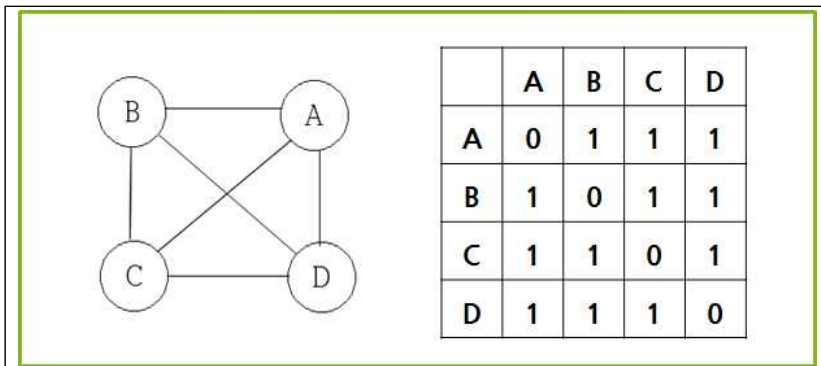 B A
C D
A B C D
A 0 1 1 1
B 1 0 1 1
C 1 1 0 1
D 1 1 1 0